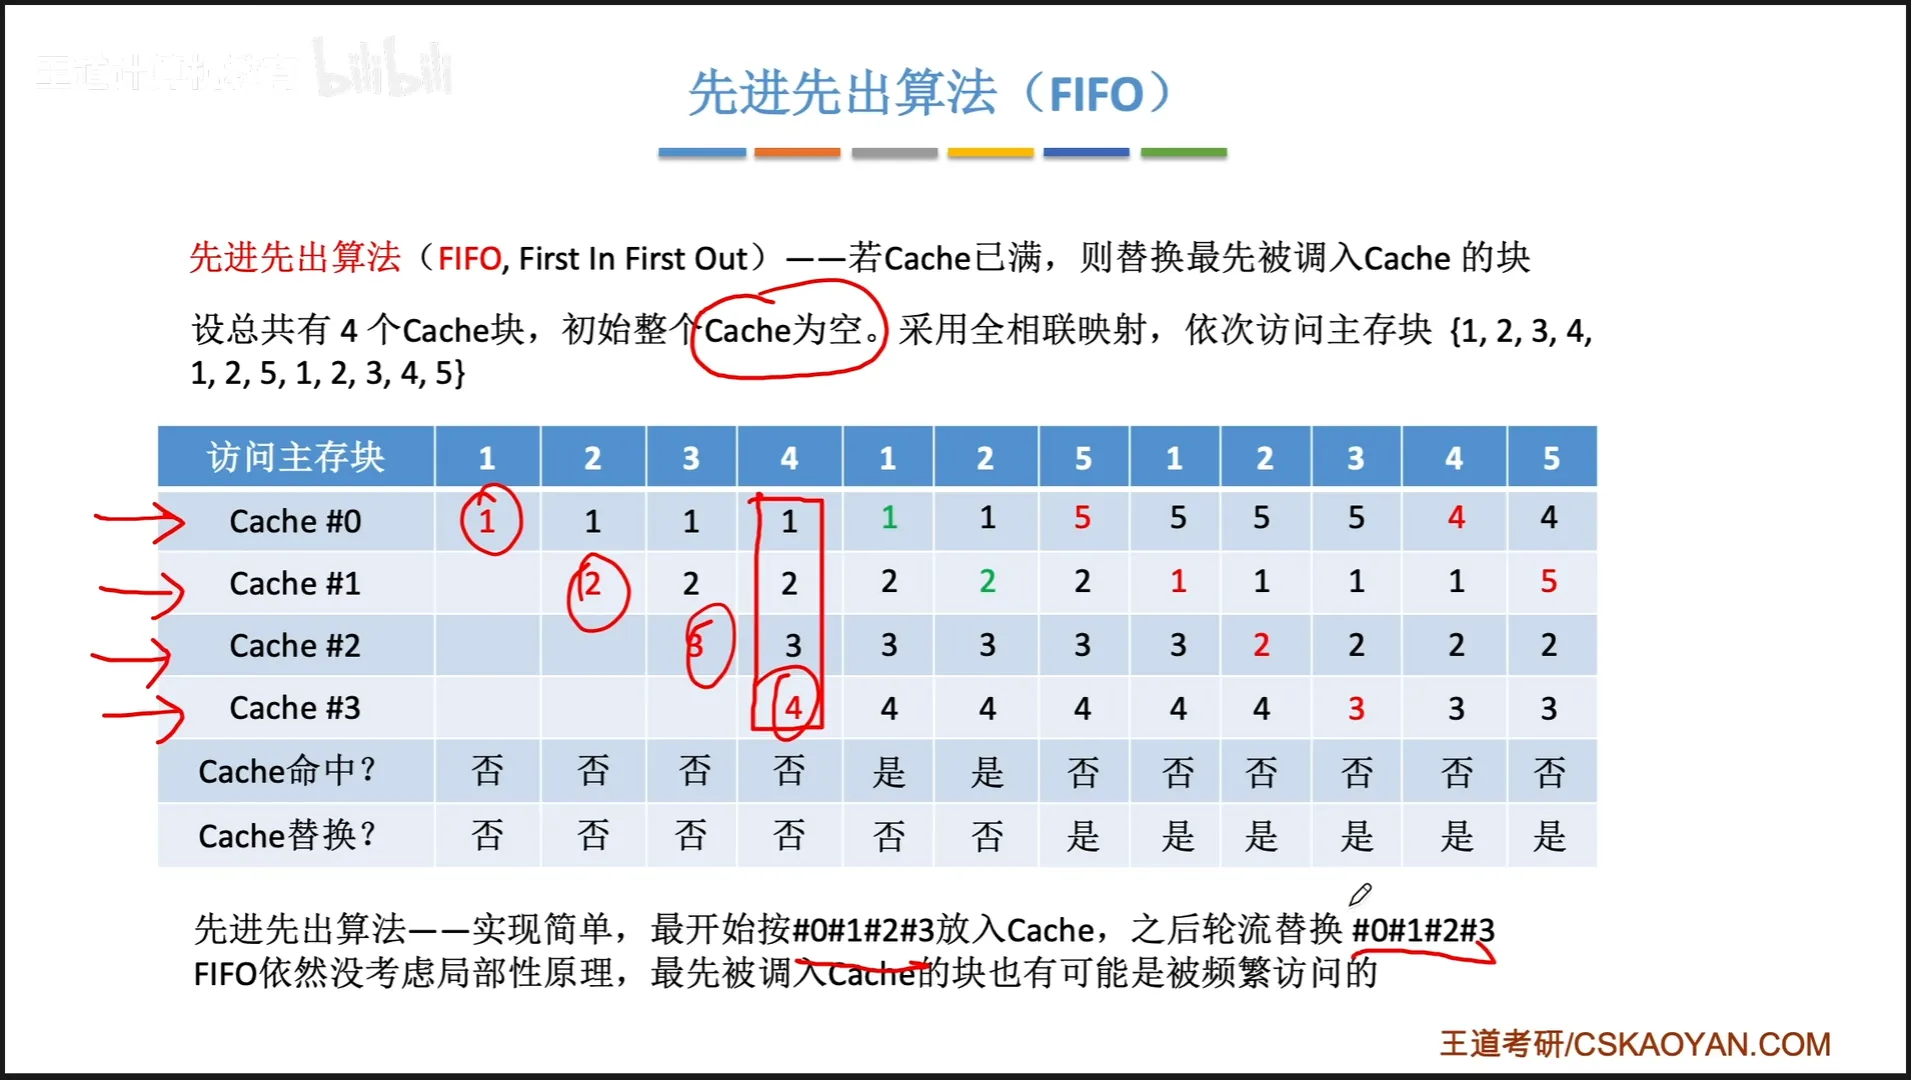 王道计算机教育 bilibili
先进先出算法（FIFO）
先进先出算法（FIFO, First In First Out）——若Cache已满，则替换最先被调入Cache 的块
设总共有 4 个Cache块，初始整个Cache为空。采用全相联映射，依次访问主存块 {1, 2, 3, 4,
1, 2, 5, 1, 2, 3, 4, 5}
访问主存块 1 2 3 4 1 2 5 1 2 3 4 5
Cache #0 1 1 1 1 1 1 5 5 5 5 4 4
Cache #1 2 2 2 2 2 2 1 1 1 1 5
Cache #2 3 3 3 3 3 3 2 2 2 2
Cache #3 4 4 4 4 4 4 3 3 3
Cache命中？ 否 否 否 否 是 是 否 否 否 否 否 否
Cache替换？ 否 否 否 否 否 否 是 是 是 是 是 是
先进先出算法——实现简单，最开始按#0#1#2#3放入Cache，之后轮流替换 #0#1#2#3
FIFO依然没考虑局部性原理，最先被调入Cache的块也有可能是被频繁访问的
王道考研/CSKAOYAN.COM